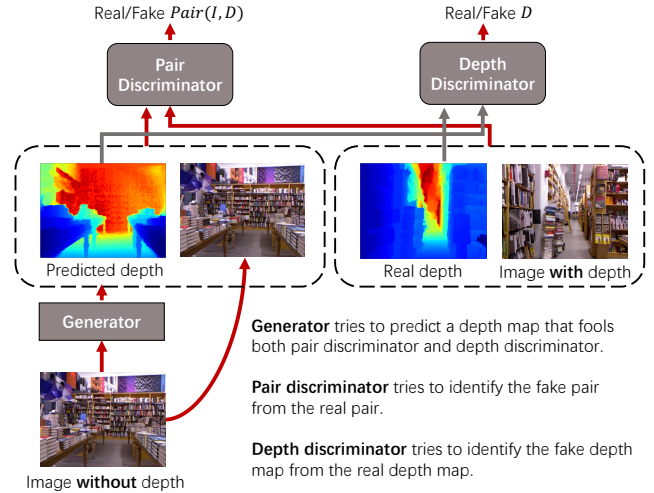 Real/Fake Pair(I, D)
Real/Fake D
Pair
Discriminator
Depth
Discriminator
Predicted depth
Real depth
Image with depth
Generator
Image without depth
Generator tries to predict a depth map that fools
both pair discriminator and depth discriminator.
Pair discriminator tries to identify the fake pair
from the real pair.
Depth discriminator tries to identify the fake depth
map from the real depth map.